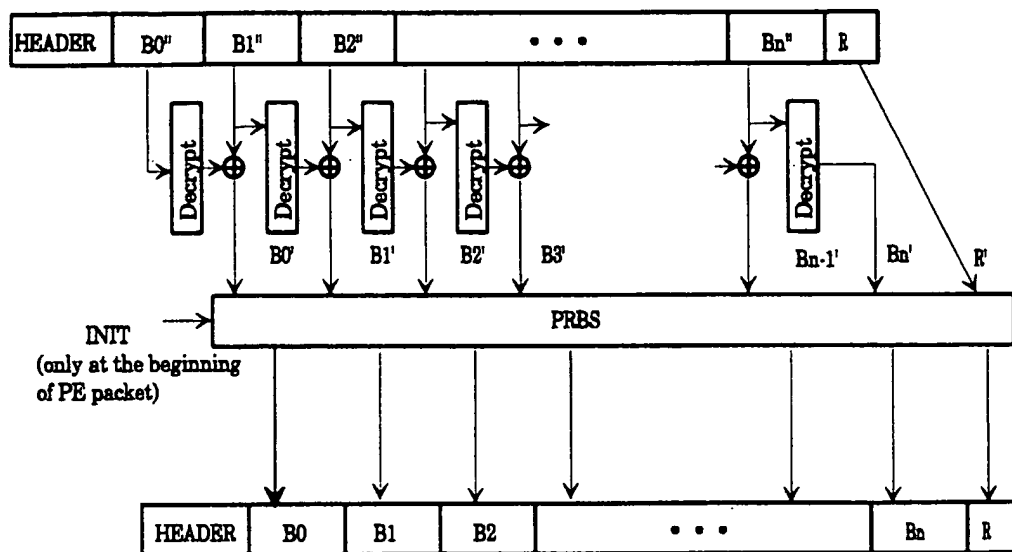 HEADER B0" B1" B2" • • • Bn" R
Decrypt Decrypt Decrypt Decrypt Decrypt
B0' B1' B2' B3' Bn-1' Bn' R'
PRBS
INIT
(only at the beginning
of PE packet)
HEADER B0 B1 B2 • • • Bn R